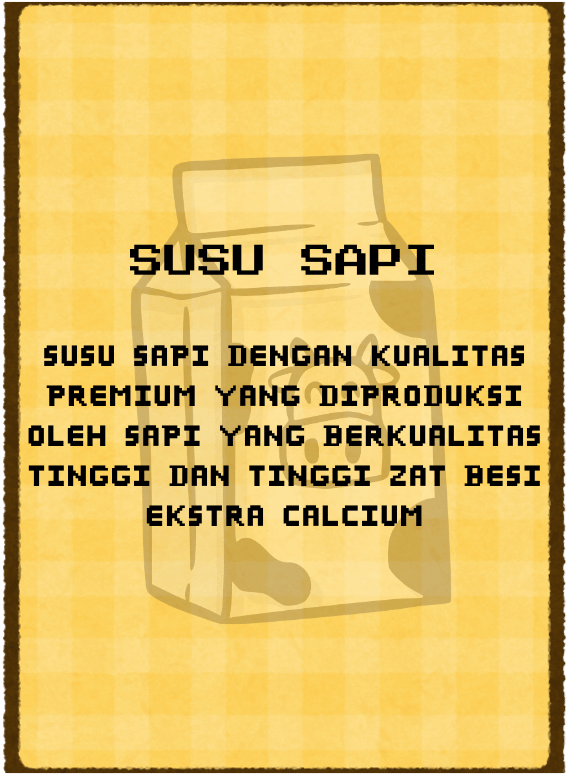 SUSU SAPI
SUSU SAPI DENGAN KUALITAS
PREMIUM YANG DIPRODUKSI
OLEH SAPI YANG BERKUALITAS
TINGGI DAN TINGGI ZAT BESI
EKSTRA CALCIUM